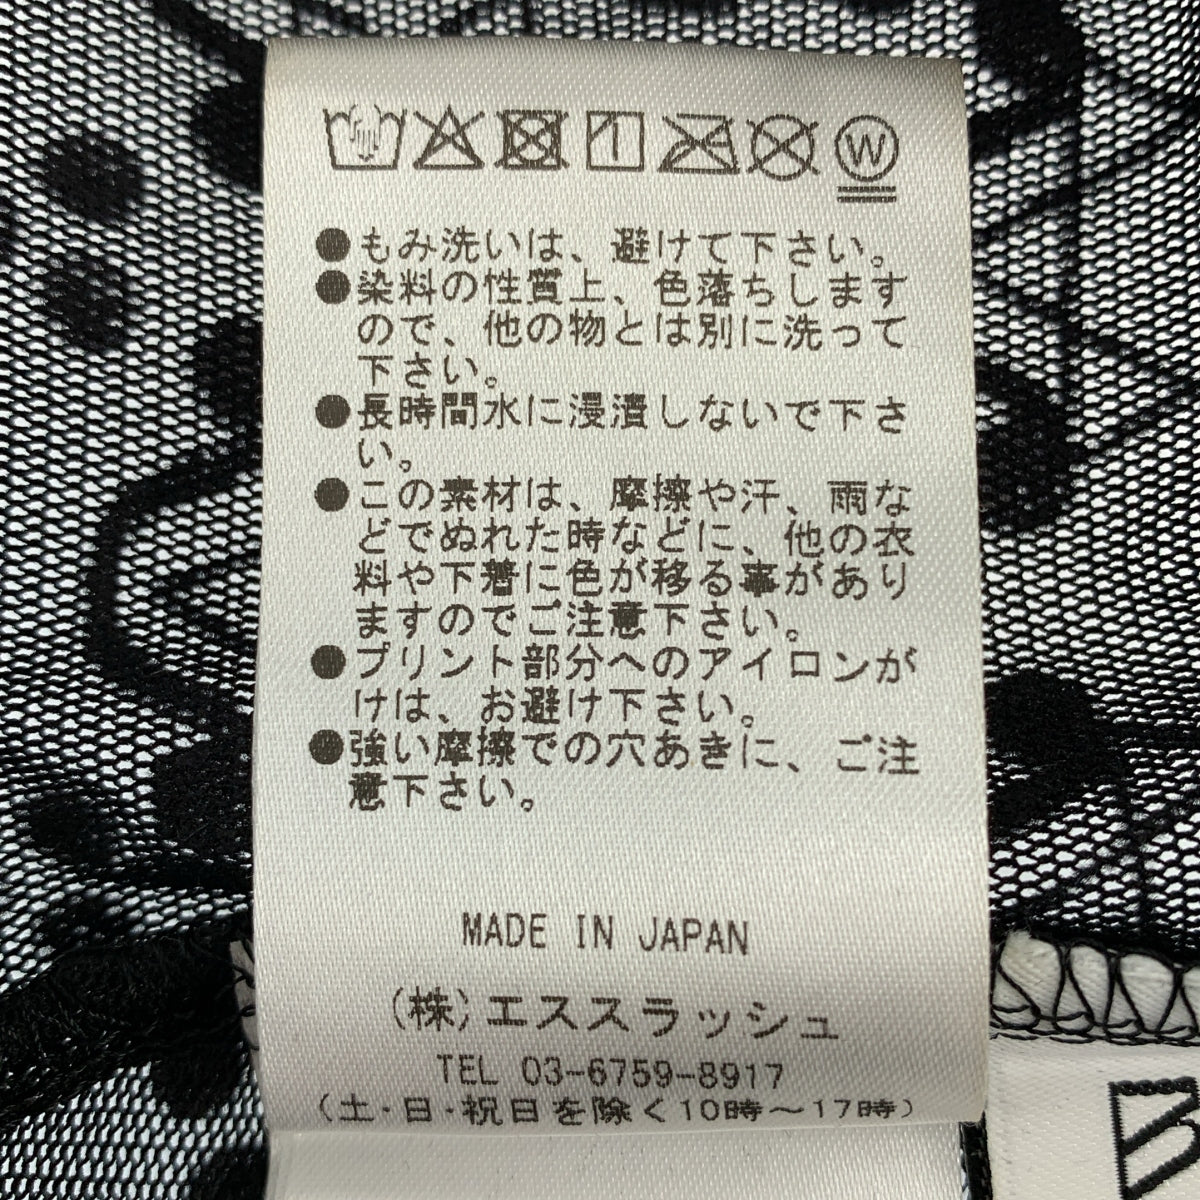 W
●もみ洗いは、避けて下さい。
●染料の性質上、色落ちします
ので、他の物とは別に洗って
下さい。
●長時間水に浸漬しないで下さ
い。
●この素材は、摩擦や汗、雨な
どでぬれた時などに、他の衣
料や下着に色が移る事があり
ますのでご注意下さい。
●プリント部分へのアイロンが
けは、お避け下さい。
●強い摩擦での穴あきに、ご注
意下さい。
MADE IN JAPAN
(株)エススラッシュ
TEL 03-6759-8917
(土・日・祝日を除く10時～17時)